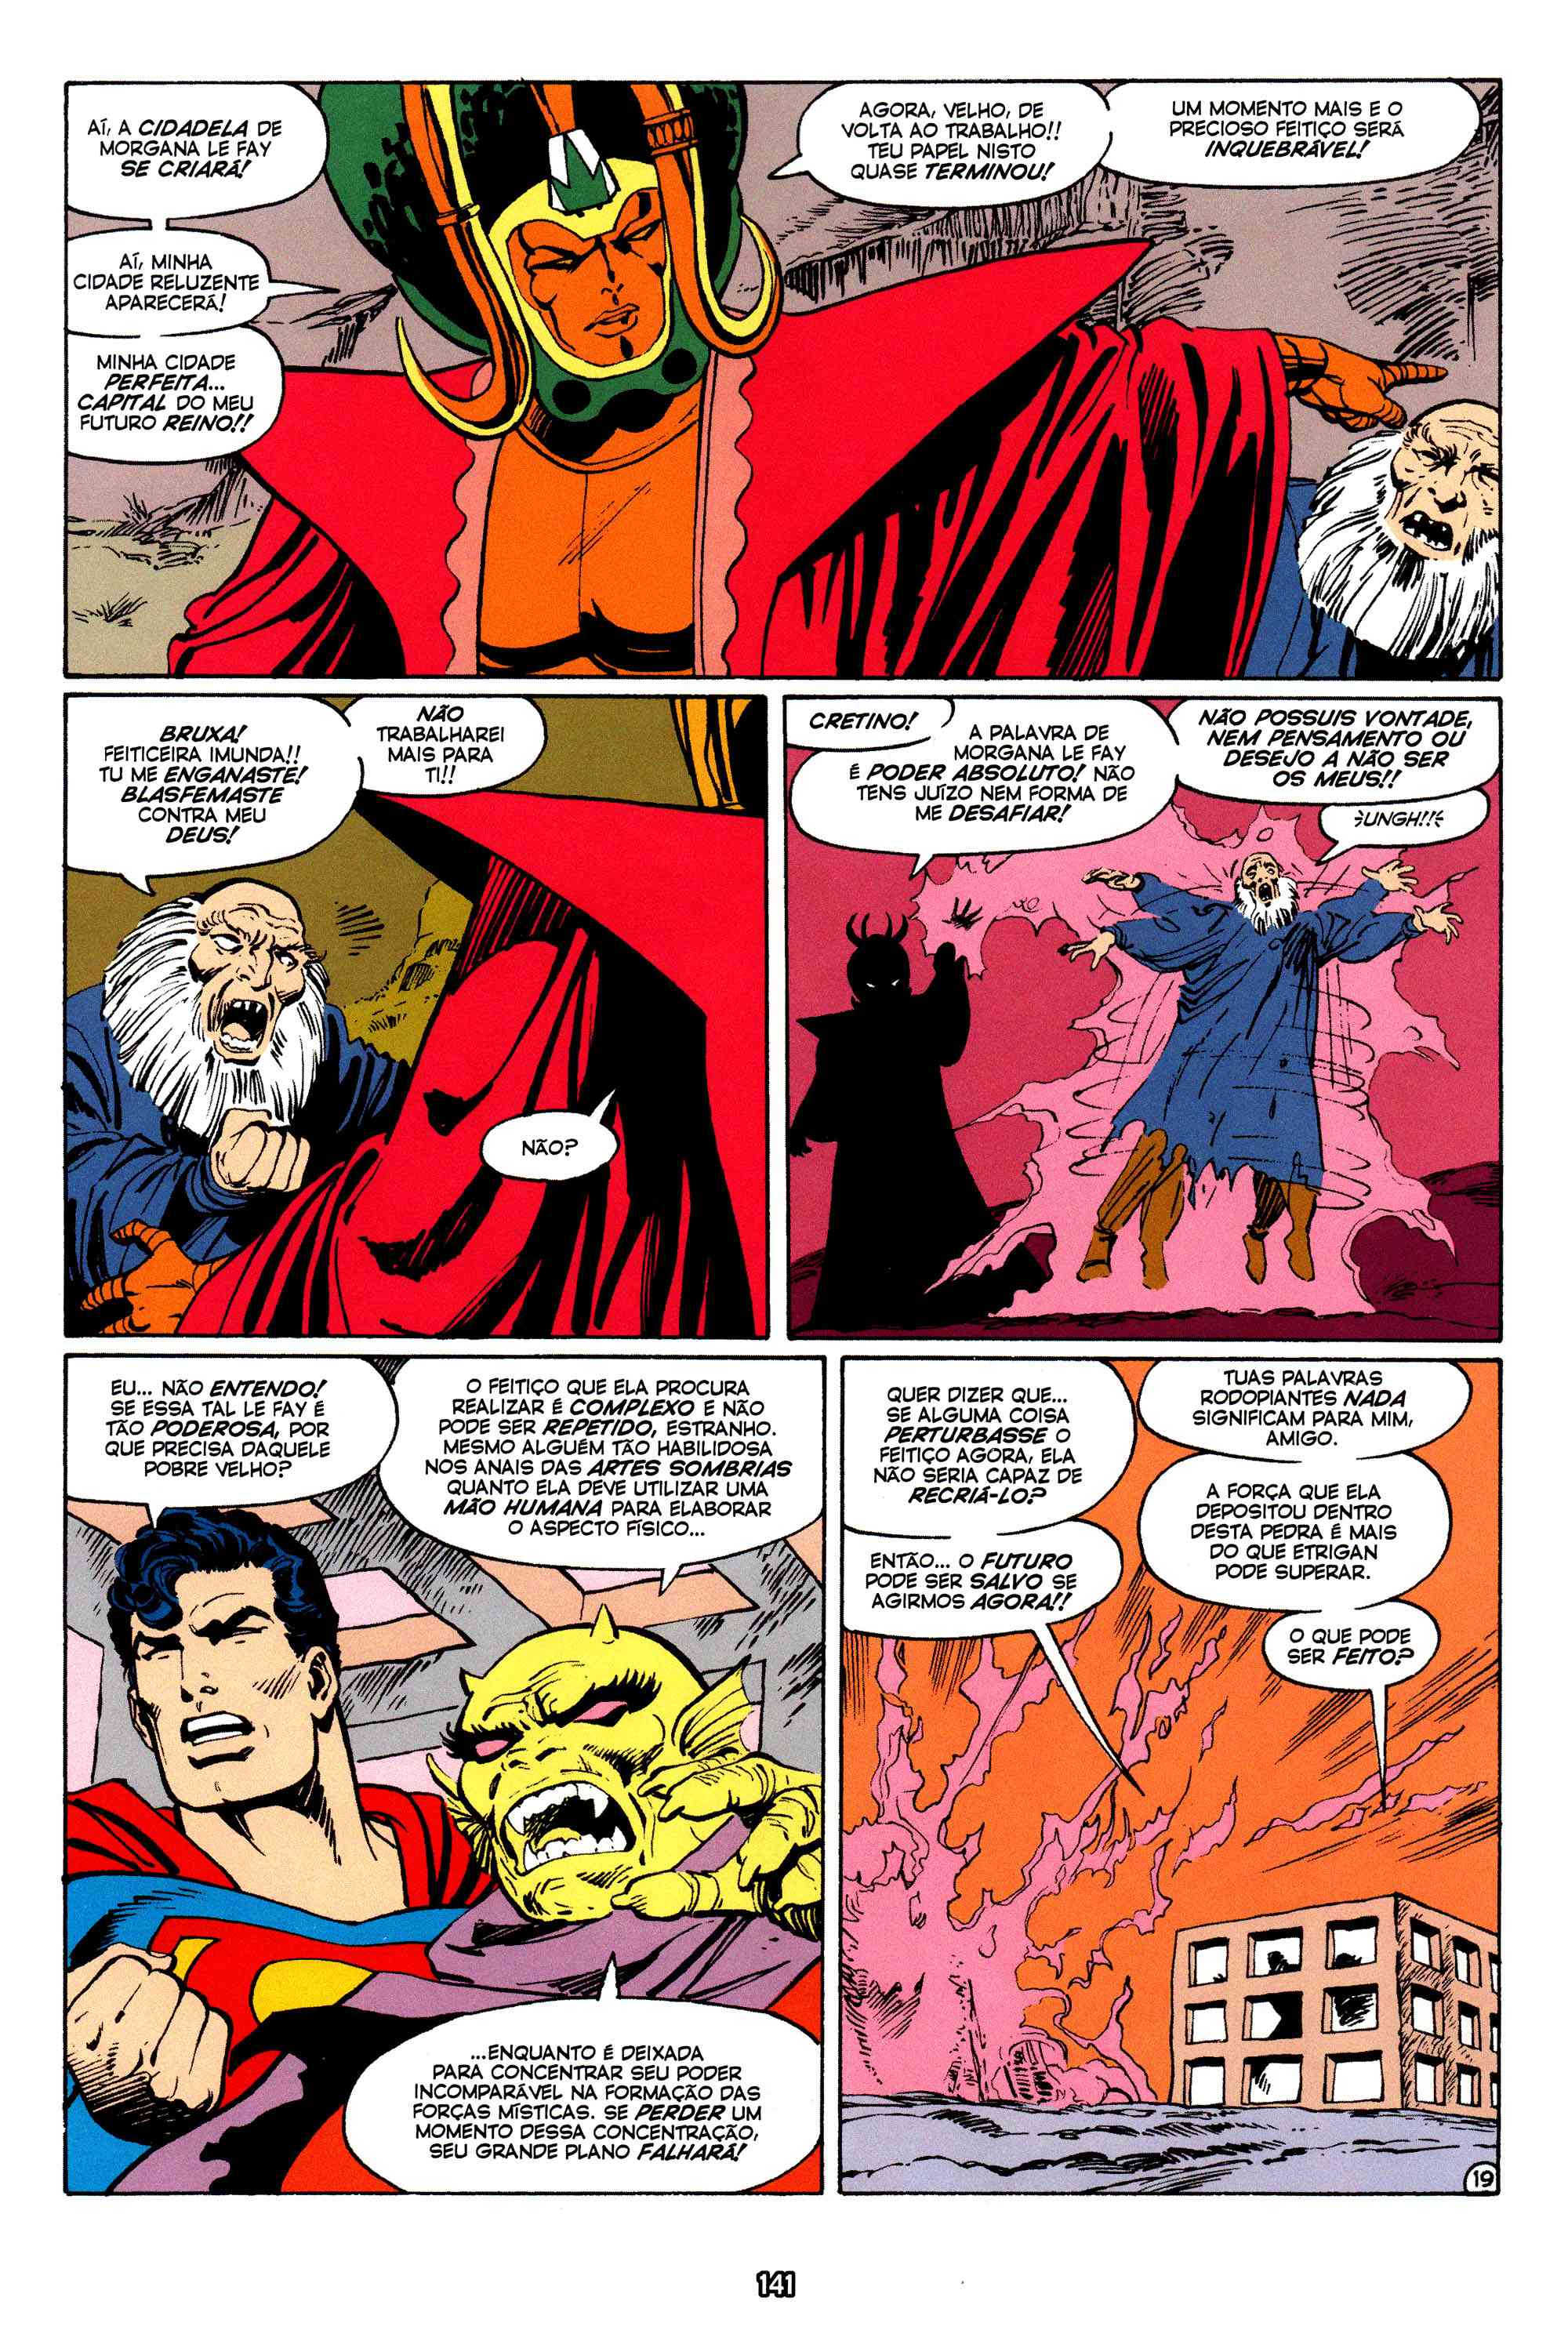 AÍ, A CIDADELA DE
MORGANA LE FAY
SE CRIARÁ!
AÍ, MINHA
CIDADE RELUZENTE
APARECERÁ!
MINHA CIDADE
PERFEITA...
CAPITAL DO MEU
FUTURO REINO!!
AGORA, VELHO, DE
VOLTA AO TRABALHO!!
TEU PAPEL NISTO
QUASE TERMINOU!
UM MOMENTO MAIS E O
PRECIOSO FEITIÇO SERÁ
INQUEBRÁVEL!
BRUXA!
FEITICEIRA IMUNDA!!
TU ME ENGANASTE!
BLASFEMASTE
CONTRA MEU
DEUS!
NÃO
TRABALHAREI
MAIS PARA
TI!!
NÃO?
CRETINO!
A PALAVRA DE
MORGANA LE FAY
É PODER ABSOLUTO! NÃO
TENS JUÍZO NEM FORMA DE
ME DESAFIAR!
NÃO POSSUIS VONTADE,
NEM PENSAMENTO OU
DESEJO A NÃO SER
OS MEUS!!
UNGH!!
EU... NÃO ENTENDO!
SE ESSA TAL LE FAY É
TÃO PODEROSA, POR
QUE PRECISA DAQUELE
POBRE VELHO?
O FEITIÇO QUE ELA PROCURA
REALIZAR É COMPLEXO E NÃO
PODE SER REPETIDO, ESTRANHO.
MESMO ALGUÉM TÃO HABILIDOSA
NOS ANAIS DAS ARTES SOMBRIAS
QUANTO ELA DEVE UTILIZAR UMA
MÃO HUMANA PARA ELABORAR
O ASPECTO FÍSICO...
...ENQUANTO É DEIXADA
PARA CONCENTRAR SEU PODER
INCOMPARÁVEL NA FORMAÇÃO DAS
FORÇAS MÍSTICAS. SE PERDER UM
MOMENTO DESSA CONCENTRAÇÃO,
SEU GRANDE PLANO FALHARÁ!
QUER DIZER QUE...
SE ALGUMA COISA
PERTURBASSE O
FEITIÇO AGORA, ELA
NÃO SERIA CAPAZ DE
RECRIÁ-LO?
ENTÃO... O FUTURO
PODE SER SALVO SE
AGIRMOS AGORA!!
TUAS PALAVRAS
RODOPIANTES NADA
SIGNIFICAM PARA MIM,
AMIGO.
A FORÇA QUE ELA
DEPOSITOU DENTRO
DESTA PEDRA É MAIS
DO QUE ETRIGAN
PODE SUPERAR.
O QUE PODE
SER FEITO?
19
141